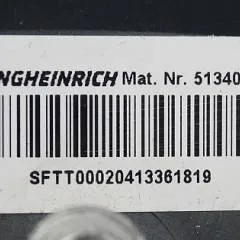 NGHEINRICH Mat. Nr. 51340
SFTT00020413361819